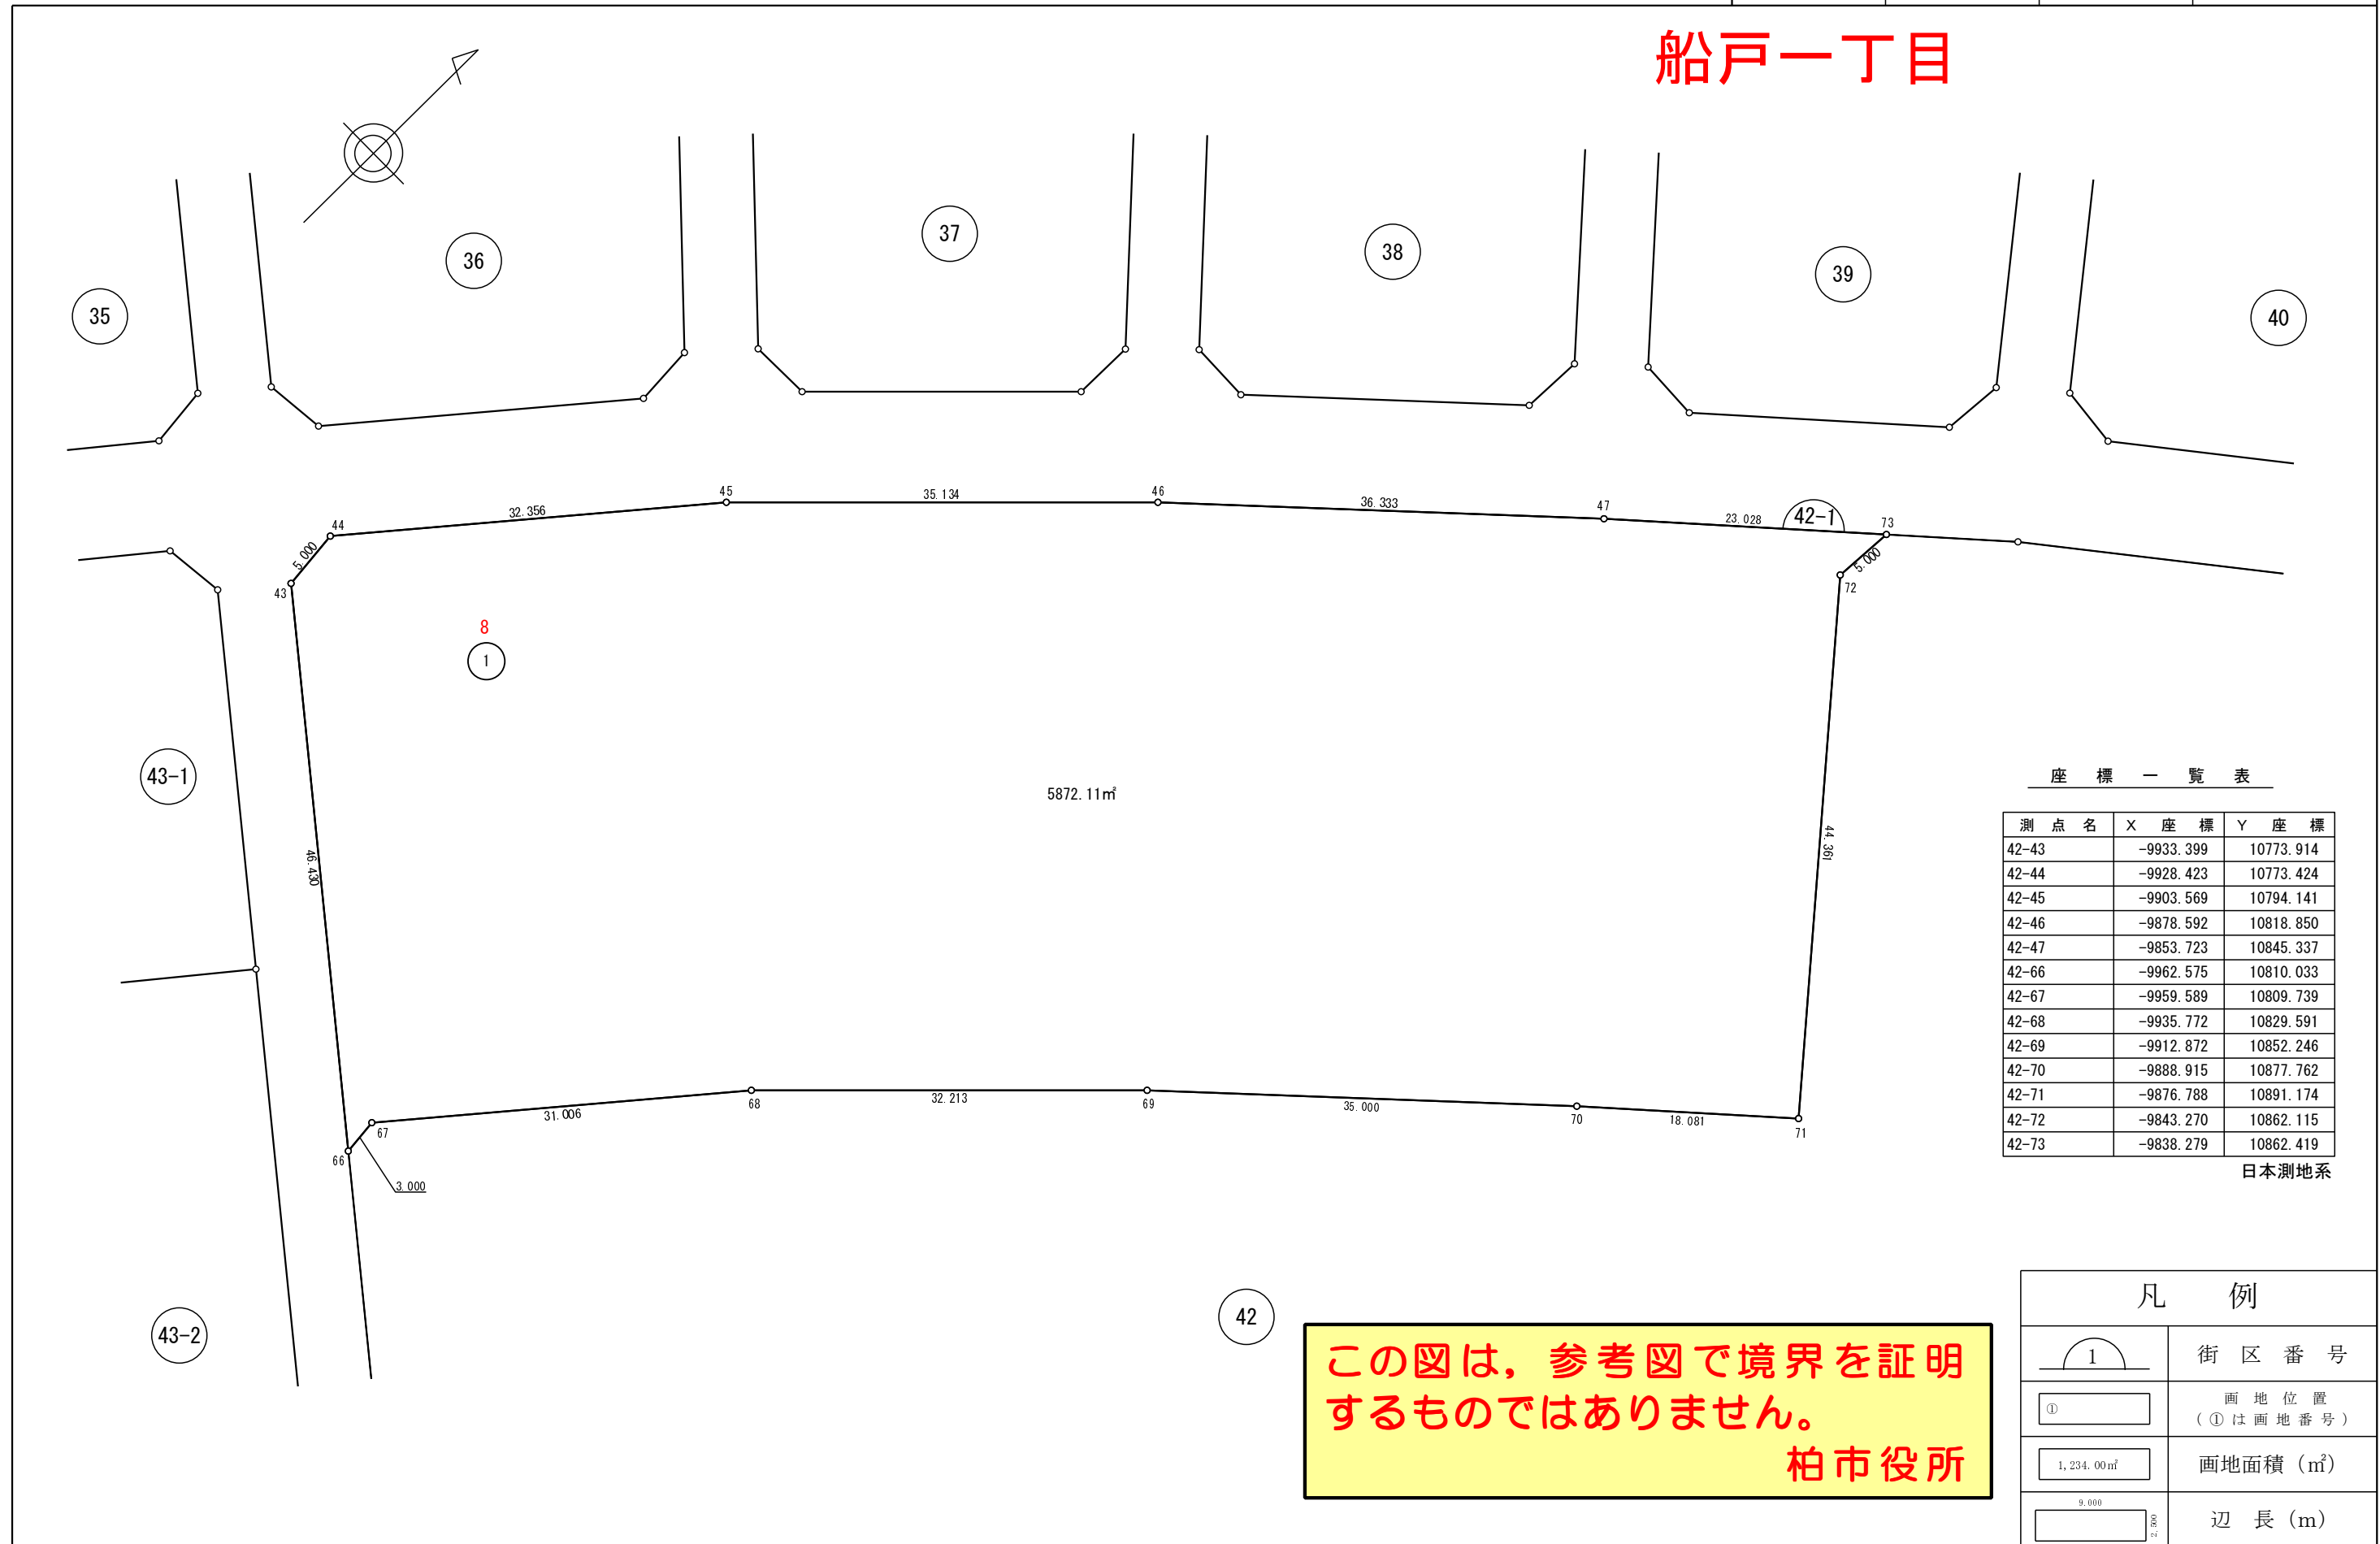 船戸一丁目
37
38
36
39
35
40
45
35.134
46
32.356
36.333
47
23.028
42-1
73
44
5.000
5.000
43
72
8
1
43-1
5872.11㎡
46.430
44.361
座標一覧表
測点名 X座標 Y座標
42-43 -9933.399 10773.914
42-44 -9928.423 10773.424
42-45 -9903.569 10794.141
42-46 -9878.592 10818.850
42-47 -9853.723 10845.337
42-66 -9962.575 10810.033
42-67 -9959.589 10809.739
42-68 -9935.772 10829.591
42-69 -9912.872 10852.246
42-70 -9888.915 10877.762
42-71 -9876.788 10891.174
42-72 -9843.270 10862.115
42-73 -9838.279 10862.419
日本測地系
68
32.213
69
35.000
31.006
70
18.081
71
67
66
3.000
43-2
42
この図は，参考図で境界を証明
するものではありません。
柏市役所
凡例
1 街区番号
① 画地位置
（①は画地番号）
1,234.00㎡ 画地面積（㎡）
9.000
2.500 辺長（m）